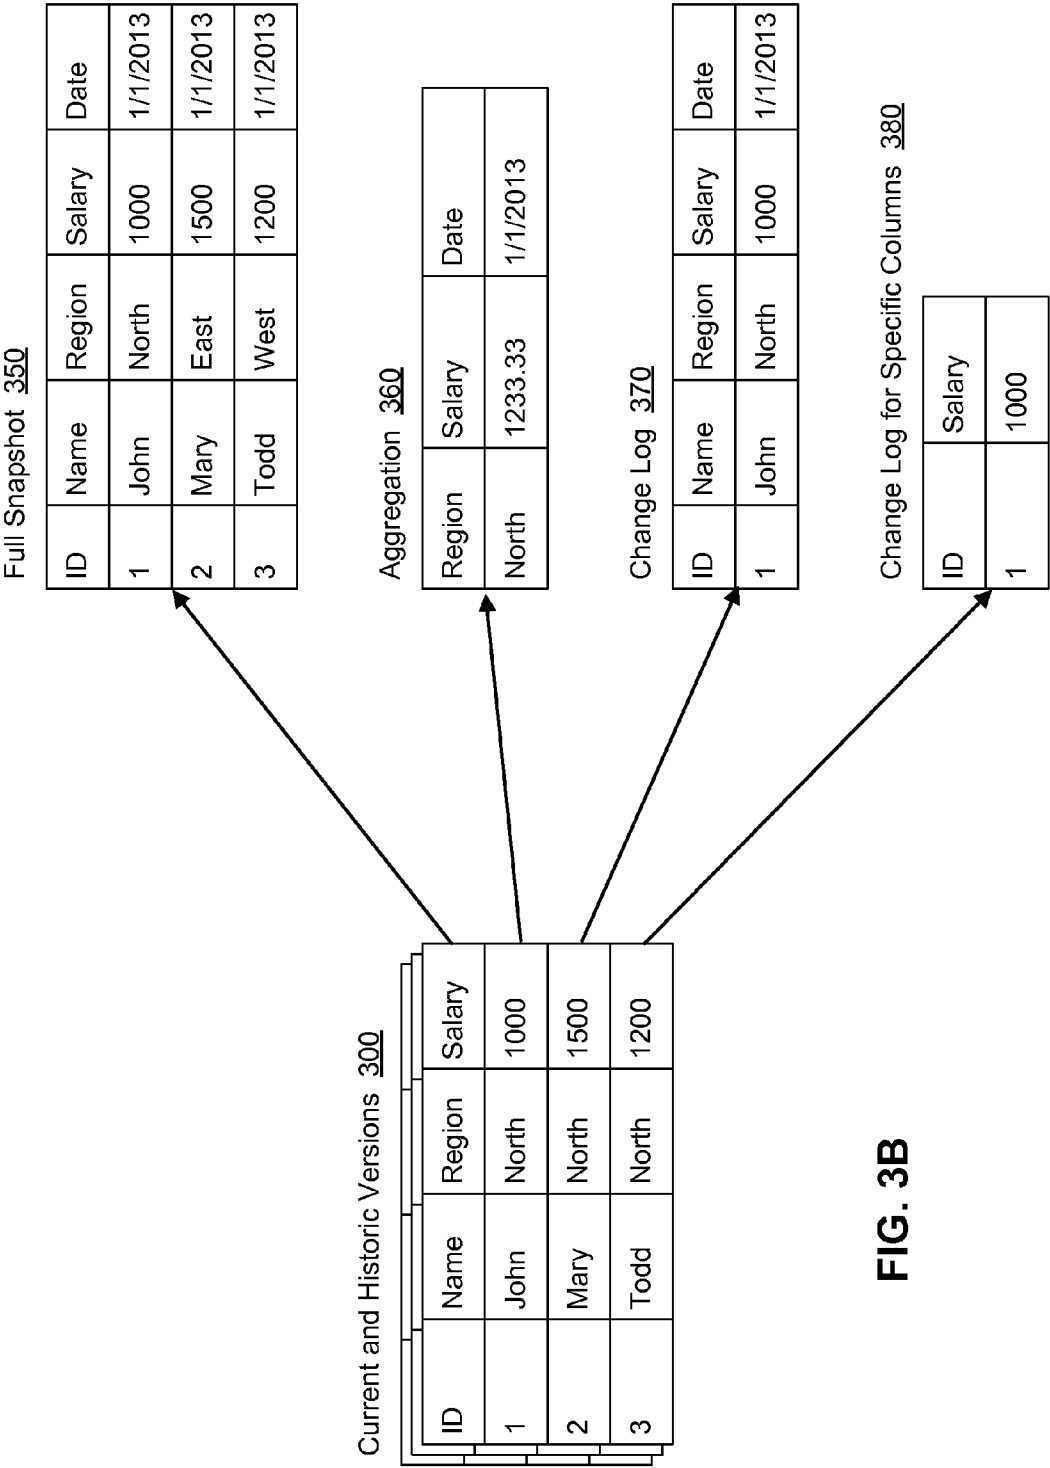 Current and Historic Versions 300
ID Name Region Salary
1 John North 1000
2 Mary North 1500
3 Todd North 1200
Full Snapshot 350
ID Name Region Salary Date
1 John North 1000 1/1/2013
2 Mary East 1500 1/1/2013
3 Todd West 1200 1/1/2013
Aggregation 360
Region Salary Date
North 1233.33 1/1/2013
Change Log 370
ID Name Region Salary Date
1 John North 1000 1/1/2013
Change Log for Specific Columns 380
ID Salary
1 1000
FIG. 3B